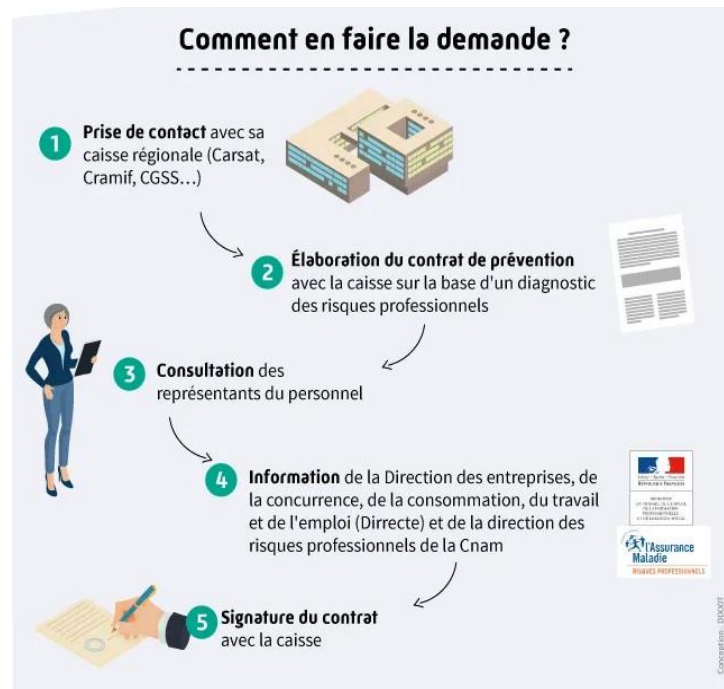 Comment en faire la demande ?
1
Prise de contact avec sa
caisse régionale (Carsat,
Cramif, CGSS...)
2
Élaboration du contrat de prévention
avec la caisse sur la base d'un diagnostic
des risques professionnels
3
Consultation des
représentants du personnel
4
Information de la Direction des entreprises, de
la concurrence, de la consommation, du travail
et de l'emploi (Dirrecte) et de la direction des
risques professionnels de la Cnam
RÉPUBLIQUE FRANÇAISE
l'Assurance
Maladie
RISQUES PROFESSIONNELS
5
Signature du contrat
avec la caisse
Conception : DIXXIT